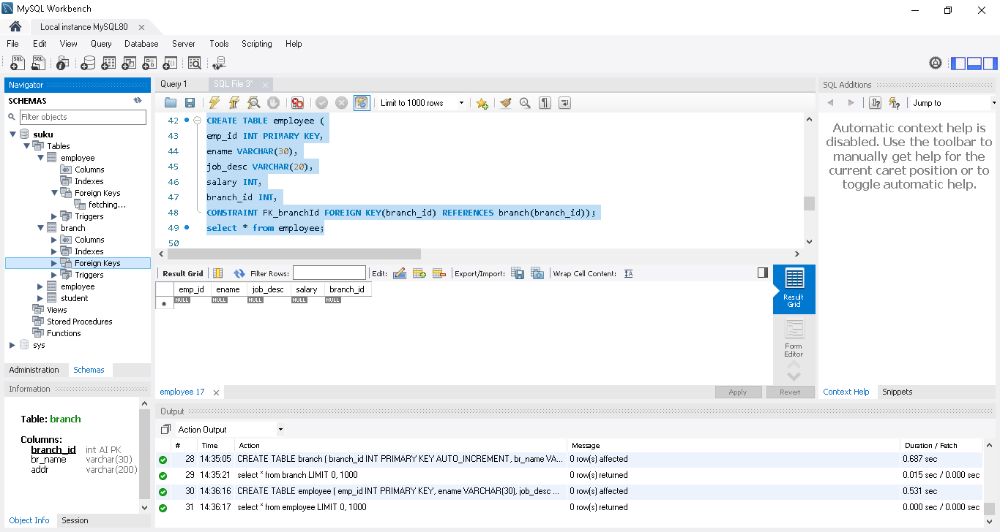 MySQL Workbench
Local instance MySQL80
File Edit View Query Database Server Tools Scripting Help
Navigator
SCHEMAS
Filter objects
suku
Tables
employee
Columns
Indexes
Foreign Keys
fetching...
Triggers
branch
Columns
Indexes
Foreign Keys
Triggers
employee
student
Views
Stored Procedures
Functions
sys
Administration Schemas
Information
Table: branch
Columns:
branch_id int AI PK
br_name varchar(30)
addr varchar(200)
Object Info Session
Query 1 SQL File 3*
Limit to 1000 rows
42 CREATE TABLE employee (
43 emp_id INT PRIMARY KEY,
44 ename VARCHAR(30),
45 job_desc VARCHAR(20),
46 salary INT,
47 branch_id INT,
48 CONSTRAINT FK_branchId FOREIGN KEY(branch_id) REFERENCES branch(branch_id));
49 select * from employee;
50
Result Grid Filter Rows: Edit: Export/Import: Wrap Cell Content:
emp_id ename job_desc salary branch_id
NULL NULL NULL NULL NULL
Result
Grid
Form
Editor
employee 17
Apply Revert
Output
Action Output
# Time Action Message Duration / Fetch
28 14:35:05 CREATE TABLE branch ( branch_id INT PRIMARY KEY AUTO_INCREMENT, br_name VA... 0 row(s) affected 0.687 sec
29 14:35:21 select * from branch LIMIT 0, 1000 0 row(s) returned 0.015 sec / 0.000 sec
30 14:36:16 CREATE TABLE employee ( emp_id INT PRIMARY KEY, ename VARCHAR(30), job_desc ... 0 row(s) affected 0.531 sec
31 14:36:17 select * from employee LIMIT 0, 1000 0 row(s) returned 0.000 sec / 0.000 sec
SQL Additions
Jump to
Automatic context help is
disabled. Use the toolbar to
manually get help for the
current caret position or to
toggle automatic help.
Context Help Snippets